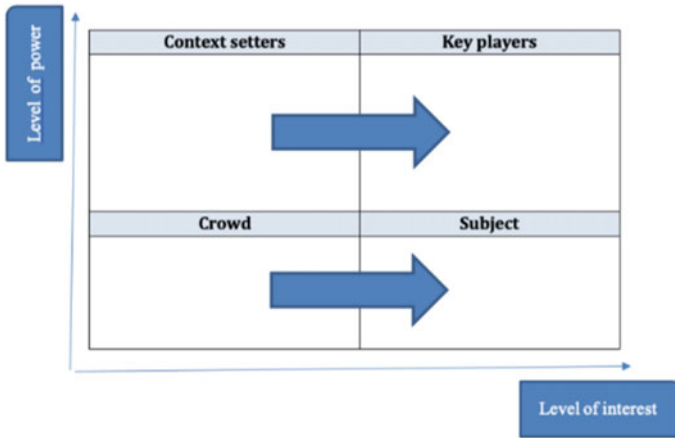 Level of power
Context setters
Key players
Crowd
Subject
Level of interest